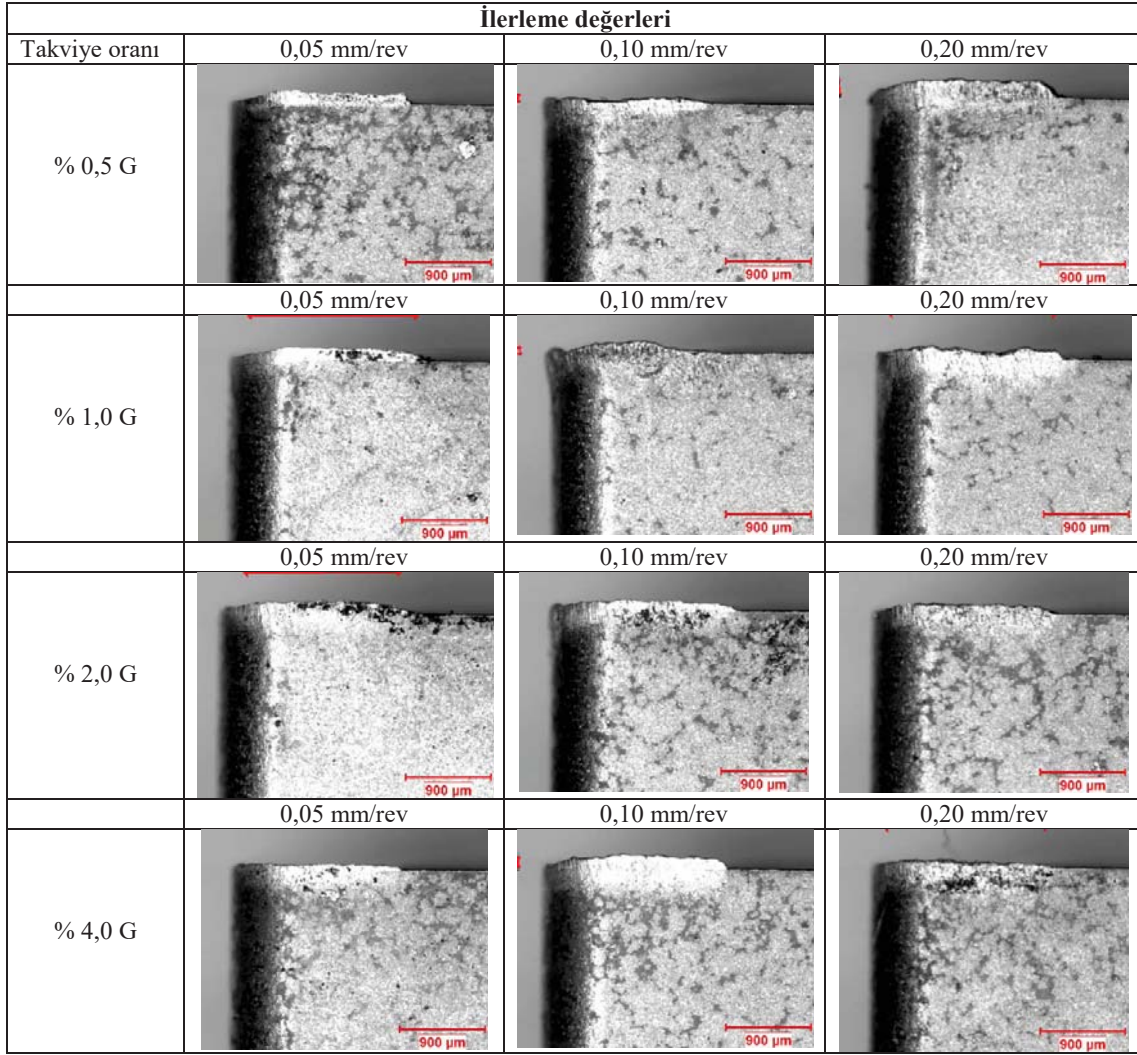 İlerleme değerleri
Takviye oranı 0,05 mm/rev 0,10 mm/rev 0,20 mm/rev
% 0,5 G
900 µm 900 µm 900 µm
0,05 mm/rev 0,10 mm/rev 0,20 mm/rev
% 1,0 G
900 µm 900 µm 900 µm
0,05 mm/rev 0,10 mm/rev 0,20 mm/rev
% 2,0 G
900 µm 900 µm 900 µm
0,05 mm/rev 0,10 mm/rev 0,20 mm/rev
% 4,0 G
900 µm 900 µm 900 µm